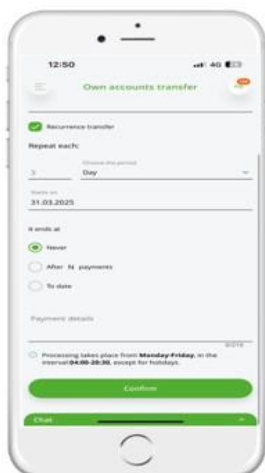 12:50
4G
Own accounts transfer
Recurrence transfer
Repeat each:
Choose the period
3
Day
Starts on
31.03.2025
It ends at
Never
After N payments
To date
Payment details
0/210
Processing takes place from Monday-Friday, in the
interval 04:00-20:30, except for holidays.
Confirm
Chat